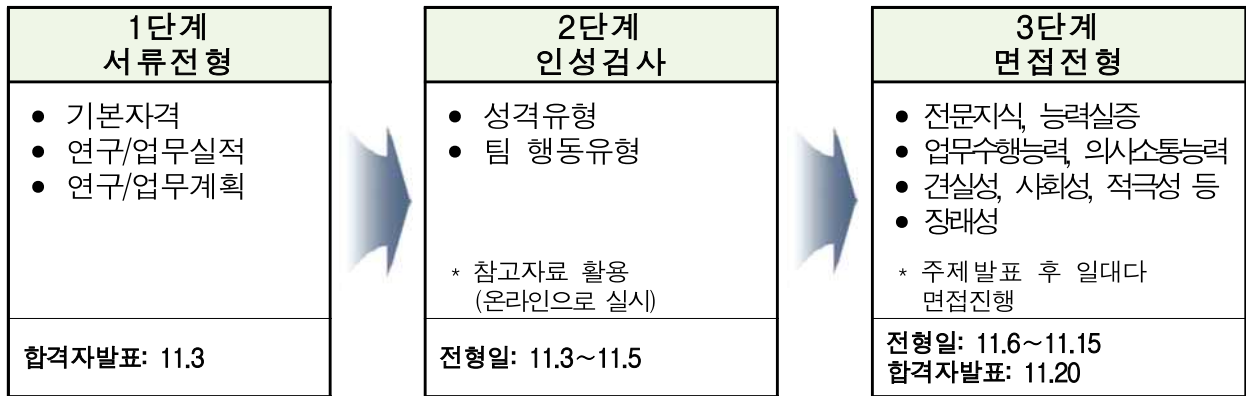 1단계
서류전형
● 기본자격
● 연구/업무실적
● 연구/업무계획
합격자발표: 11.3
2단계
인성검사
● 성격유형
● 팀 행동유형
* 참고자료 활용
(온라인으로 실시)
전형일: 11.3~11.5
3단계
면접전형
● 전문지식, 능력실증
● 업무수행능력, 의사소통능력
● 견실성, 사회성, 적극성 등
● 장래성
* 주제발표 후 일대다
면접진행
전형일: 11.6~11.15
합격자발표: 11.20